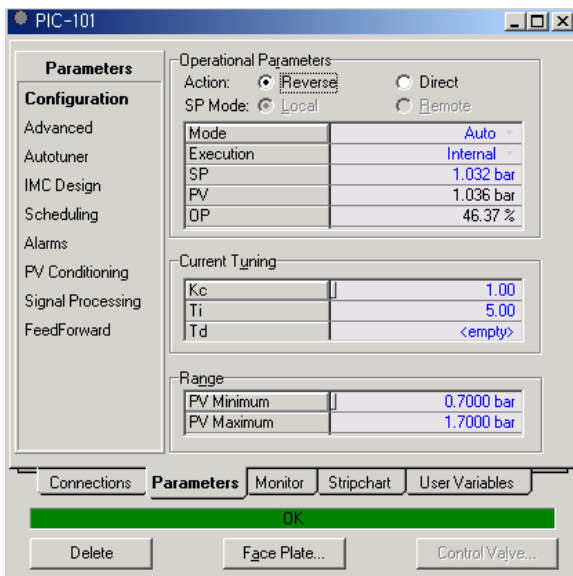 PIC-101
Parameters
Configuration
Advanced
Autotuner
IMC Design
Scheduling
Alarms
PV Conditioning
Signal Processing
FeedForward
Operational Parameters
Action: Reverse Direct
SP Mode: Local Remote
Mode Auto
Execution Internal
SP 1.032 bar
PV 1.036 bar
OP 46.37 %
Current Tuning
Kc 1.00
Ti 5.00
Td <empty>
Range
PV Minimum 0.7000 bar
PV Maximum 1.7000 bar
Connections Parameters Monitor Stripchart User Variables
OK
Delete Face Plate... Control Valve...